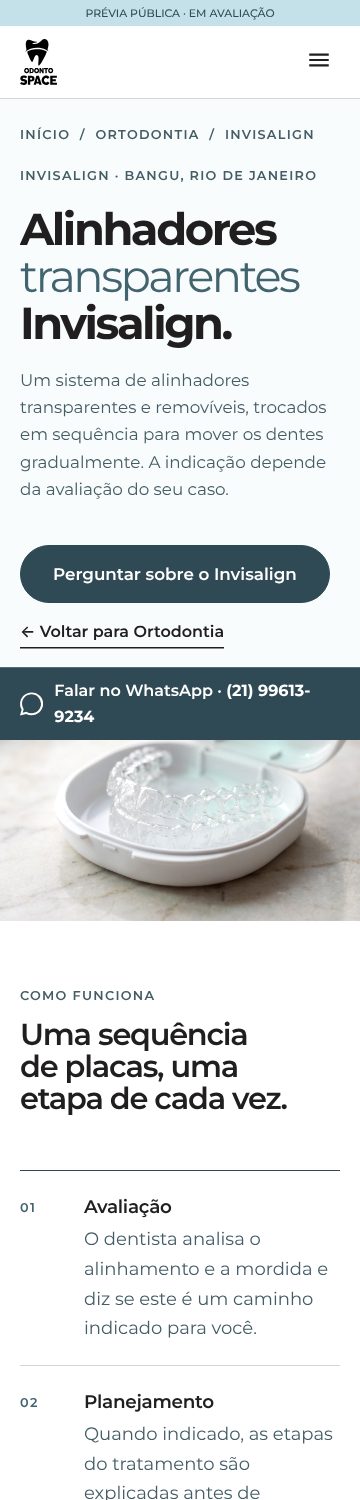 PRÉVIA PÚBLICA · EM AVALIAÇÃO
ODONTO
SPACE
INÍCIO / ORTODONTIA / INVISALIGN
INVISALIGN · BANGU, RIO DE JANEIRO
Alinhadores
transparentes
Invisalign.
Um sistema de alinhadores
transparentes e removíveis, trocados
em sequência para mover os dentes
gradualmente. A indicação depende
da avaliação do seu caso.
Perguntar sobre o Invisalign
← Voltar para Ortodontia
Falar no WhatsApp · (21) 99613-
9234
COMO FUNCIONA
Uma sequência
de placas, uma
etapa de cada vez.
01 Avaliação
O dentista analisa o
alinhamento e a mordida e
diz se este é um caminho
indicado para você.
02 Planejamento
Quando indicado, as etapas
do tratamento são
explicadas antes de